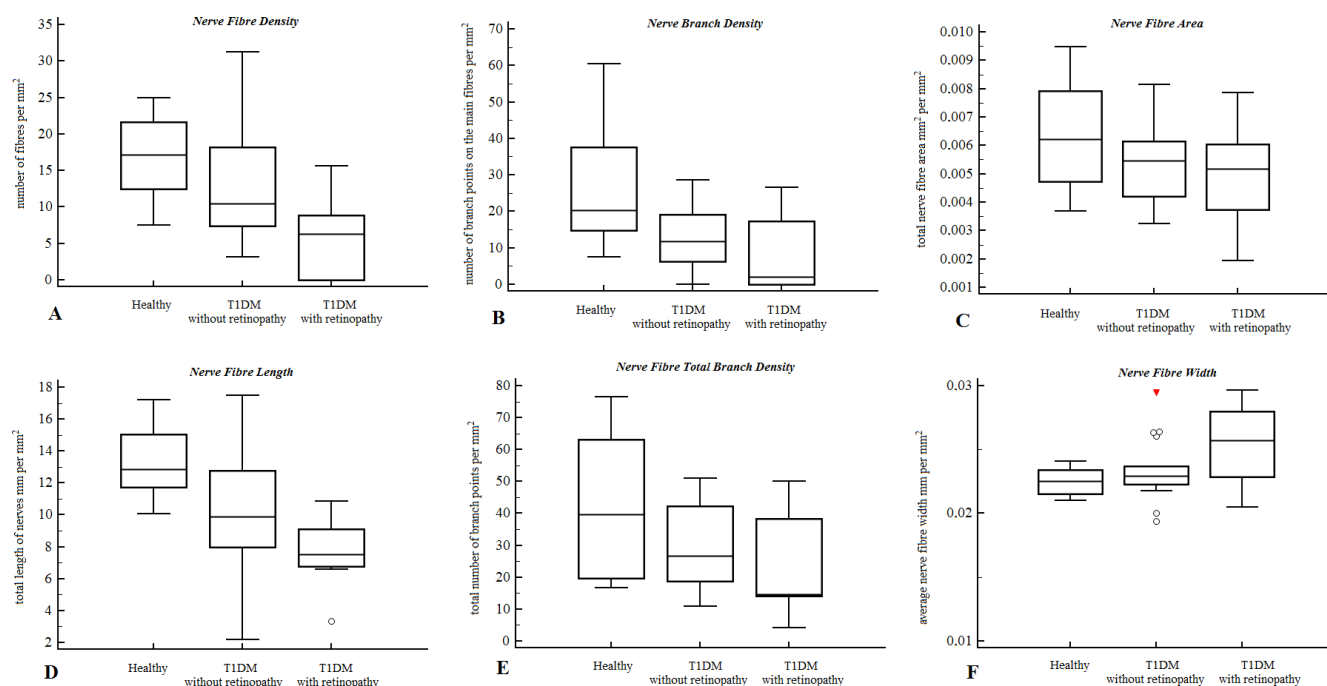 Nerve Fibre Density
number of fibres per mm²
35
30
25
20
15
10
5
0
Healthy
T1DM
without retinopathy
T1DM
with retinopathy
A
Nerve Branch Density
number of branch points on the main fibres per mm²
70
60
50
40
30
20
10
0
Healthy
T1DM
without retinopathy
T1DM
with retinopathy
B
Nerve Fibre Area
total nerve fibre area mm² per mm²
0.010
0.009
0.008
0.007
0.006
0.005
0.004
0.003
0.002
0.001
Healthy
T1DM
without retinopathy
T1DM
with retinopathy
C
Nerve Fibre Length
total length of nerves mm per mm²
18
16
14
12
10
8
6
4
2
Healthy
T1DM
without retinopathy
T1DM
with retinopathy
D
Nerve Fibre Total Branch Density
total number of branch points per mm²
80
70
60
50
40
30
20
10
0
Healthy
T1DM
without retinopathy
T1DM
with retinopathy
E
Nerve Fibre Width
average nerve fibre width mm per mm²
0.03
0.02
0.01
Healthy
T1DM
without retinopathy
T1DM
with retinopathy
F